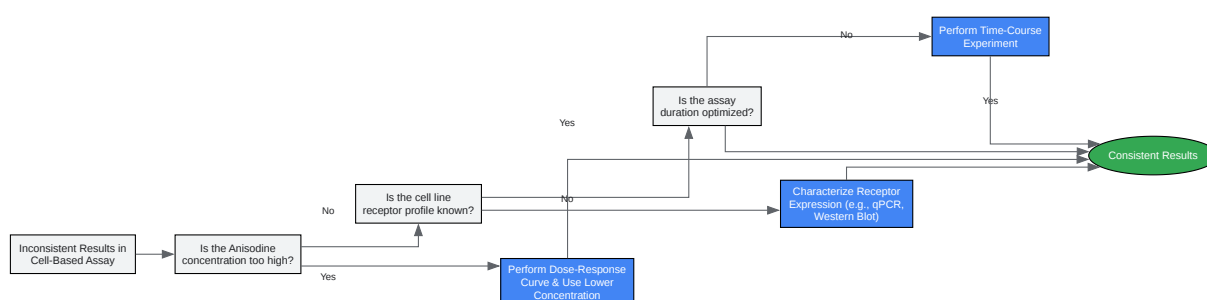 Inconsistent Results in
Cell-Based Assay
Is the Anisodine
concentration too high?
No
Yes
Is the cell line
receptor profile known?
Perform Dose-Response
Curve & Use Lower
Concentration
Yes
No
Is the assay
duration optimized?
Characterize Receptor
Expression (e.g., qPCR,
Western Blot)
No
Perform Time-Course
Experiment
Yes
Consistent Results